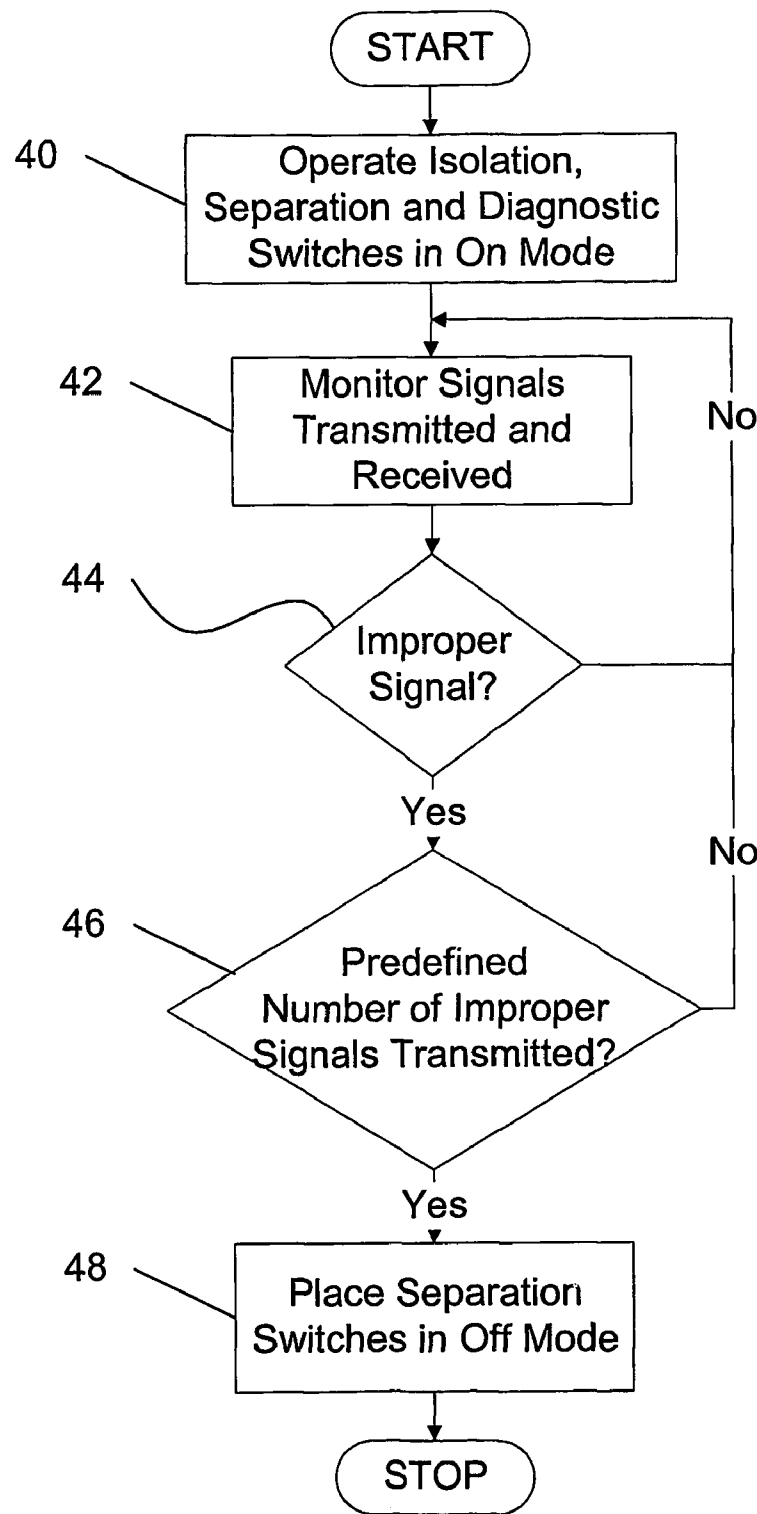 START
40
Operate Isolation,
Separation and Diagnostic
Switches in On Mode
42
Monitor Signals
Transmitted and
Received
No
44
Improper
Signal?
Yes
No
46
Predefined
Number of Improper
Signals Transmitted?
Yes
48
Place Separation
Switches in Off Mode
STOP